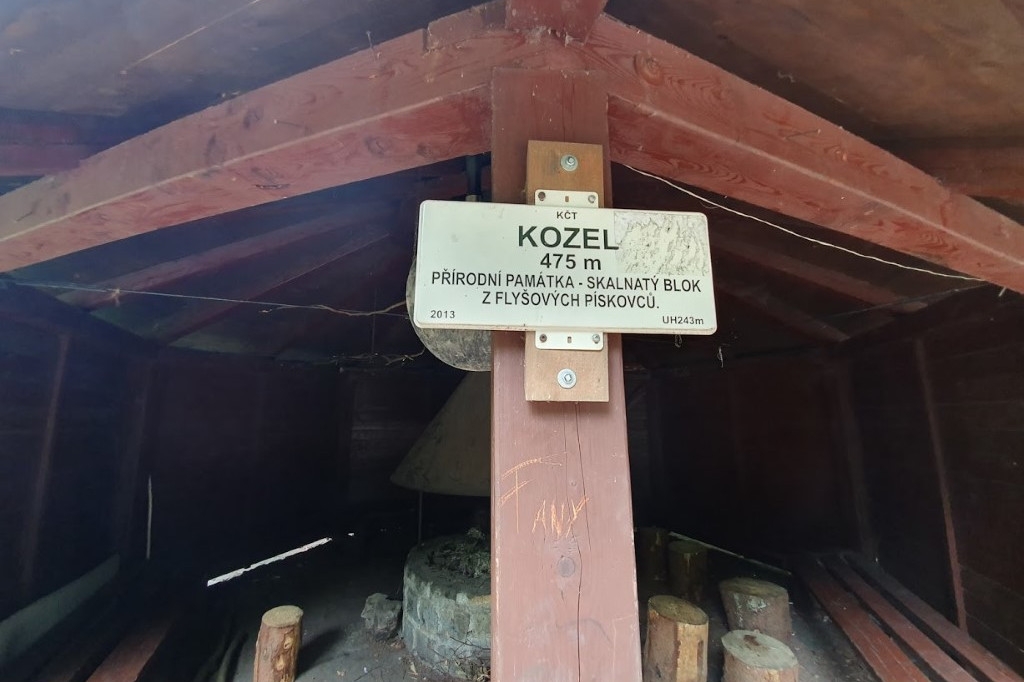 KČT
KOZEL
475 m
PŘÍRODNÍ PAMÁTKA - SKALNATÝ BLOK
Z FLYŠOVÝCH PÍSKOVCŮ.
2013 UH243m